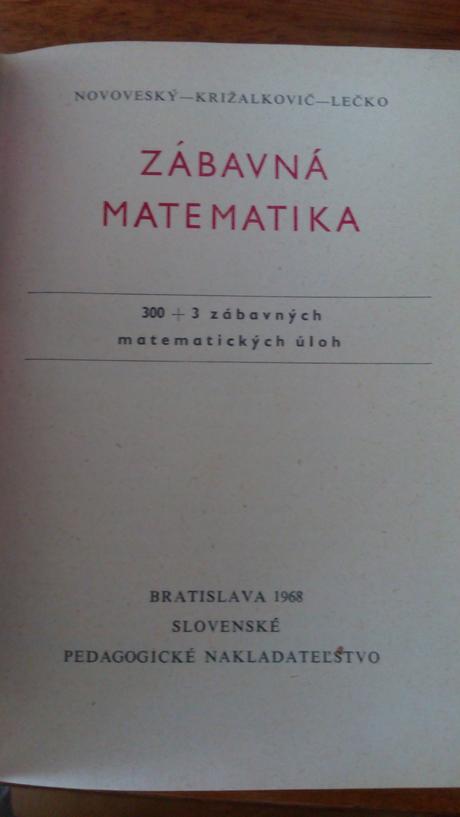 NOVOVESKÝ—KRIŽALKOVIČ—LEČKO
ZÁBAVNÁ
MATEMATIKA
300 + 3 zábavných
matematických úloh
BRATISLAVA 1968
SLOVENSKÉ
PEDAGOGICKÉ NAKLADATEĽSTVO